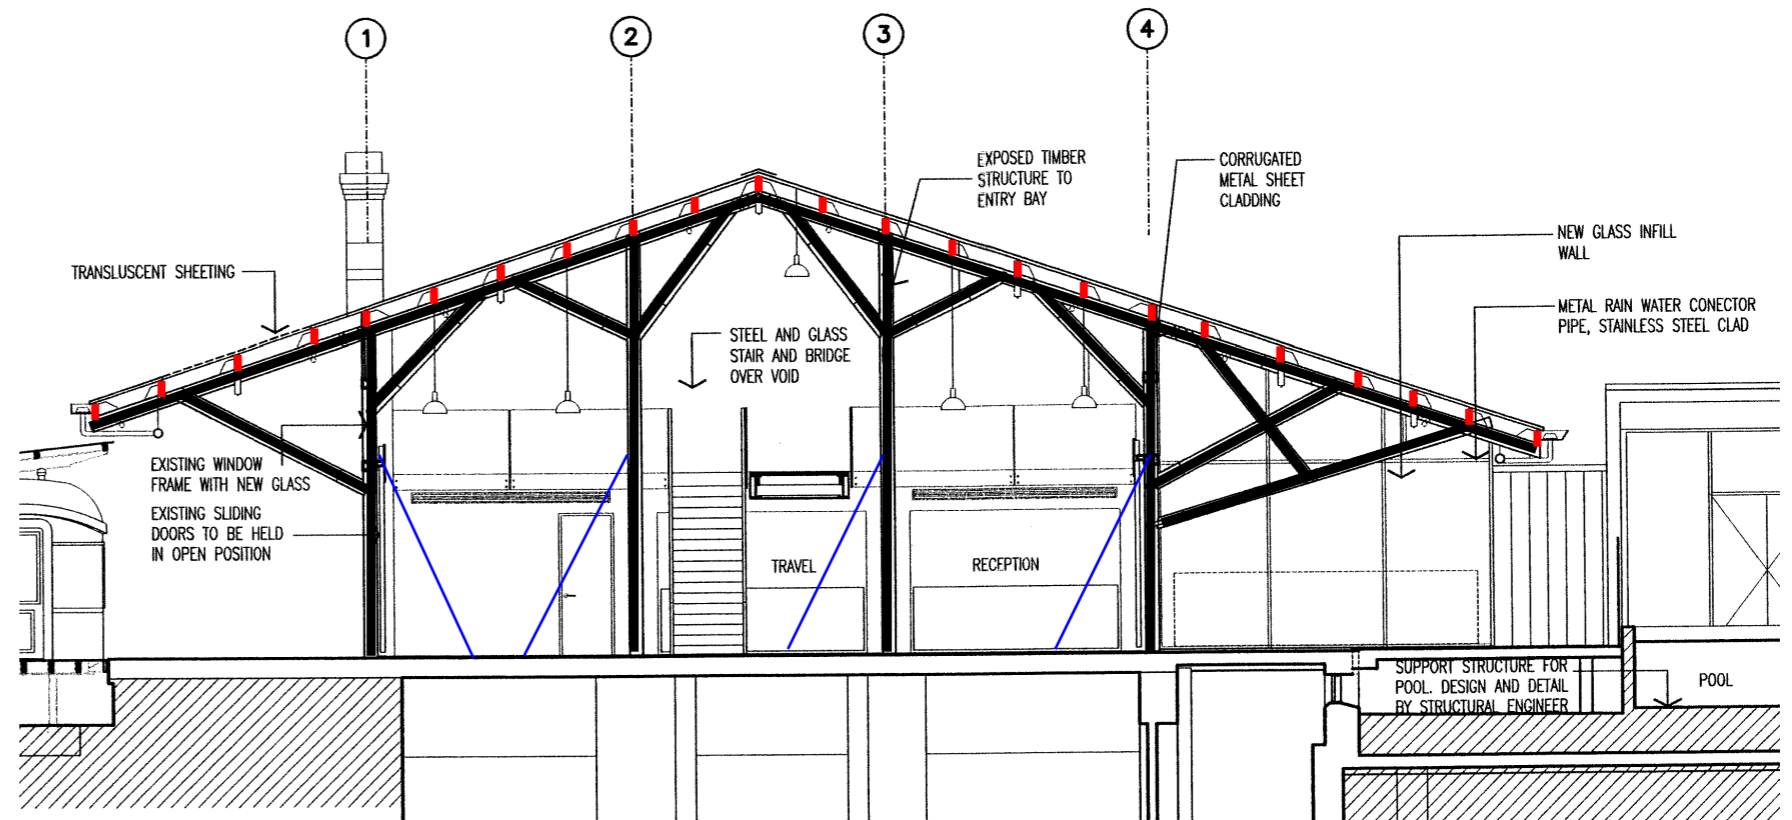 1
2
3
4
EXPOSED TIMBER
STRUCTURE TO
ENTRY BAY
CORRUGATED
METAL SHEET
CLADDING
NEW GLASS INFILL
WALL
TRANSLUSCENT SHEETING
METAL RAIN WATER CONECTOR
PIPE, STAINLESS STEEL CLAD
STEEL AND GLASS
STAIR AND BRIDGE
OVER VOID
EXISTING WINDOW
FRAME WITH NEW GLASS
EXISTING SLIDING
DOORS TO BE HELD
IN OPEN POSITION
TRAVEL
RECEPTION
SUPPORT STRUCTURE FOR
POOL. DESIGN AND DETAIL
BY STRUCTURAL ENGINEER
POOL